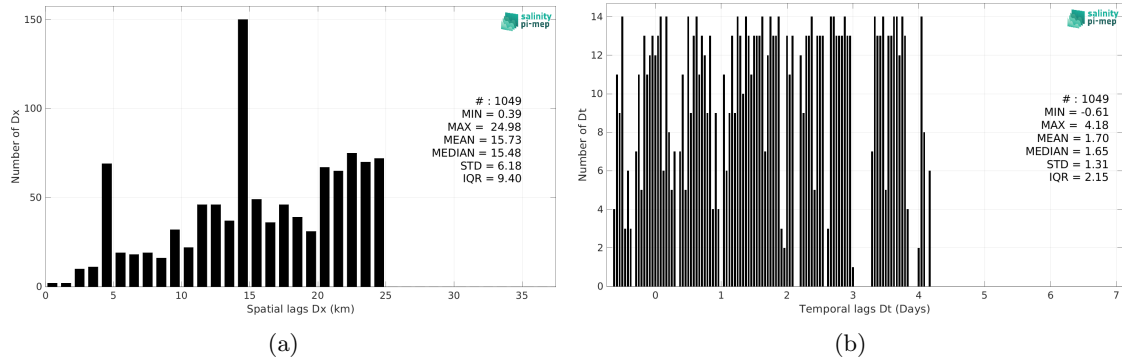 150
100
50
0
Number of Dx
salinity
pi-mep
# : 1049
MIN = 0.39
MAX = 24.98
MEAN = 15.73
MEDIAN = 15.48
STD = 6.18
IQR = 9.40
0 5 10 15 20 25 30 35
Spatial lags Dx (km)
(a)
14
12
10
8
6
4
2
0
Number of Dt
salinity
pi-mep
# : 1049
MIN = -0.61
MAX = 4.18
MEAN = 1.70
MEDIAN = 1.65
STD = 1.31
IQR = 2.15
0 1 2 3 4 5 6 7
Temporal lags Dt (Days)
(b)